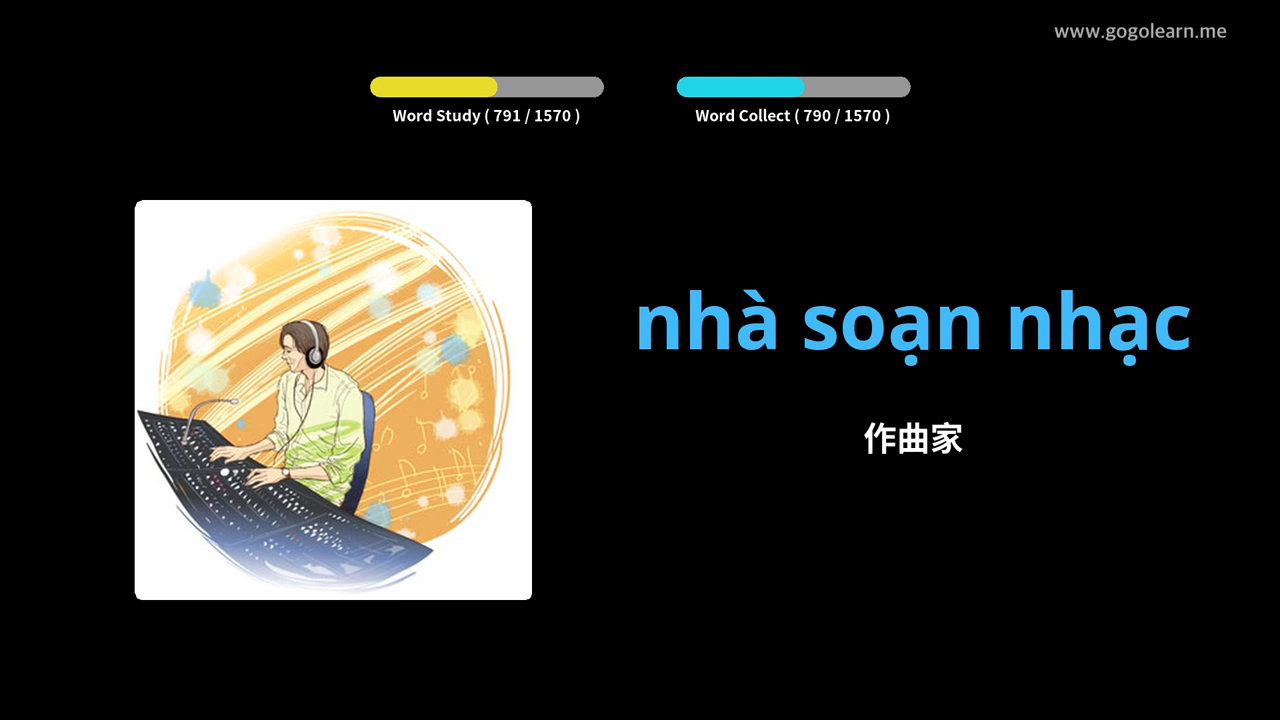 www.gogolearn.me
Word Study ( 791 / 1570 )
Word Collect ( 790 / 1570 )
nhà soạn nhạc
作曲家